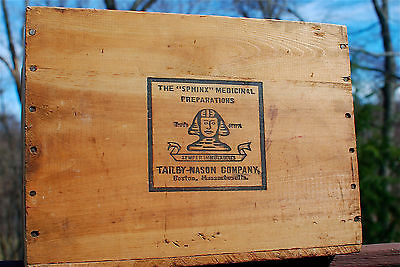 THE "SPHINX" MEDICINAL
PREPARATIONS
TAILBY-NASON COMPANY,
Boston, Massachusetts.